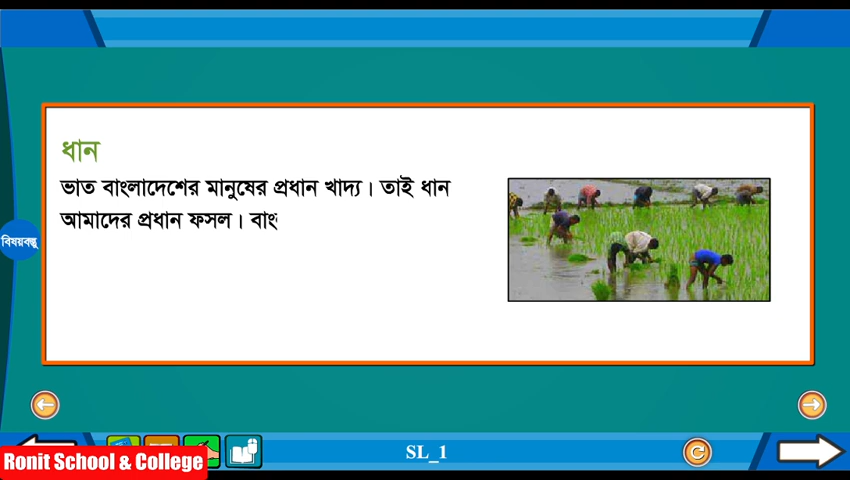 ধান
ভাত বাংলাদেশের মানুষের প্রধান খাদ্য। তাই ধান
আমাদের প্রধান ফসল। বাং
বিষয়বস্তু
SL_1
Ronit School & College